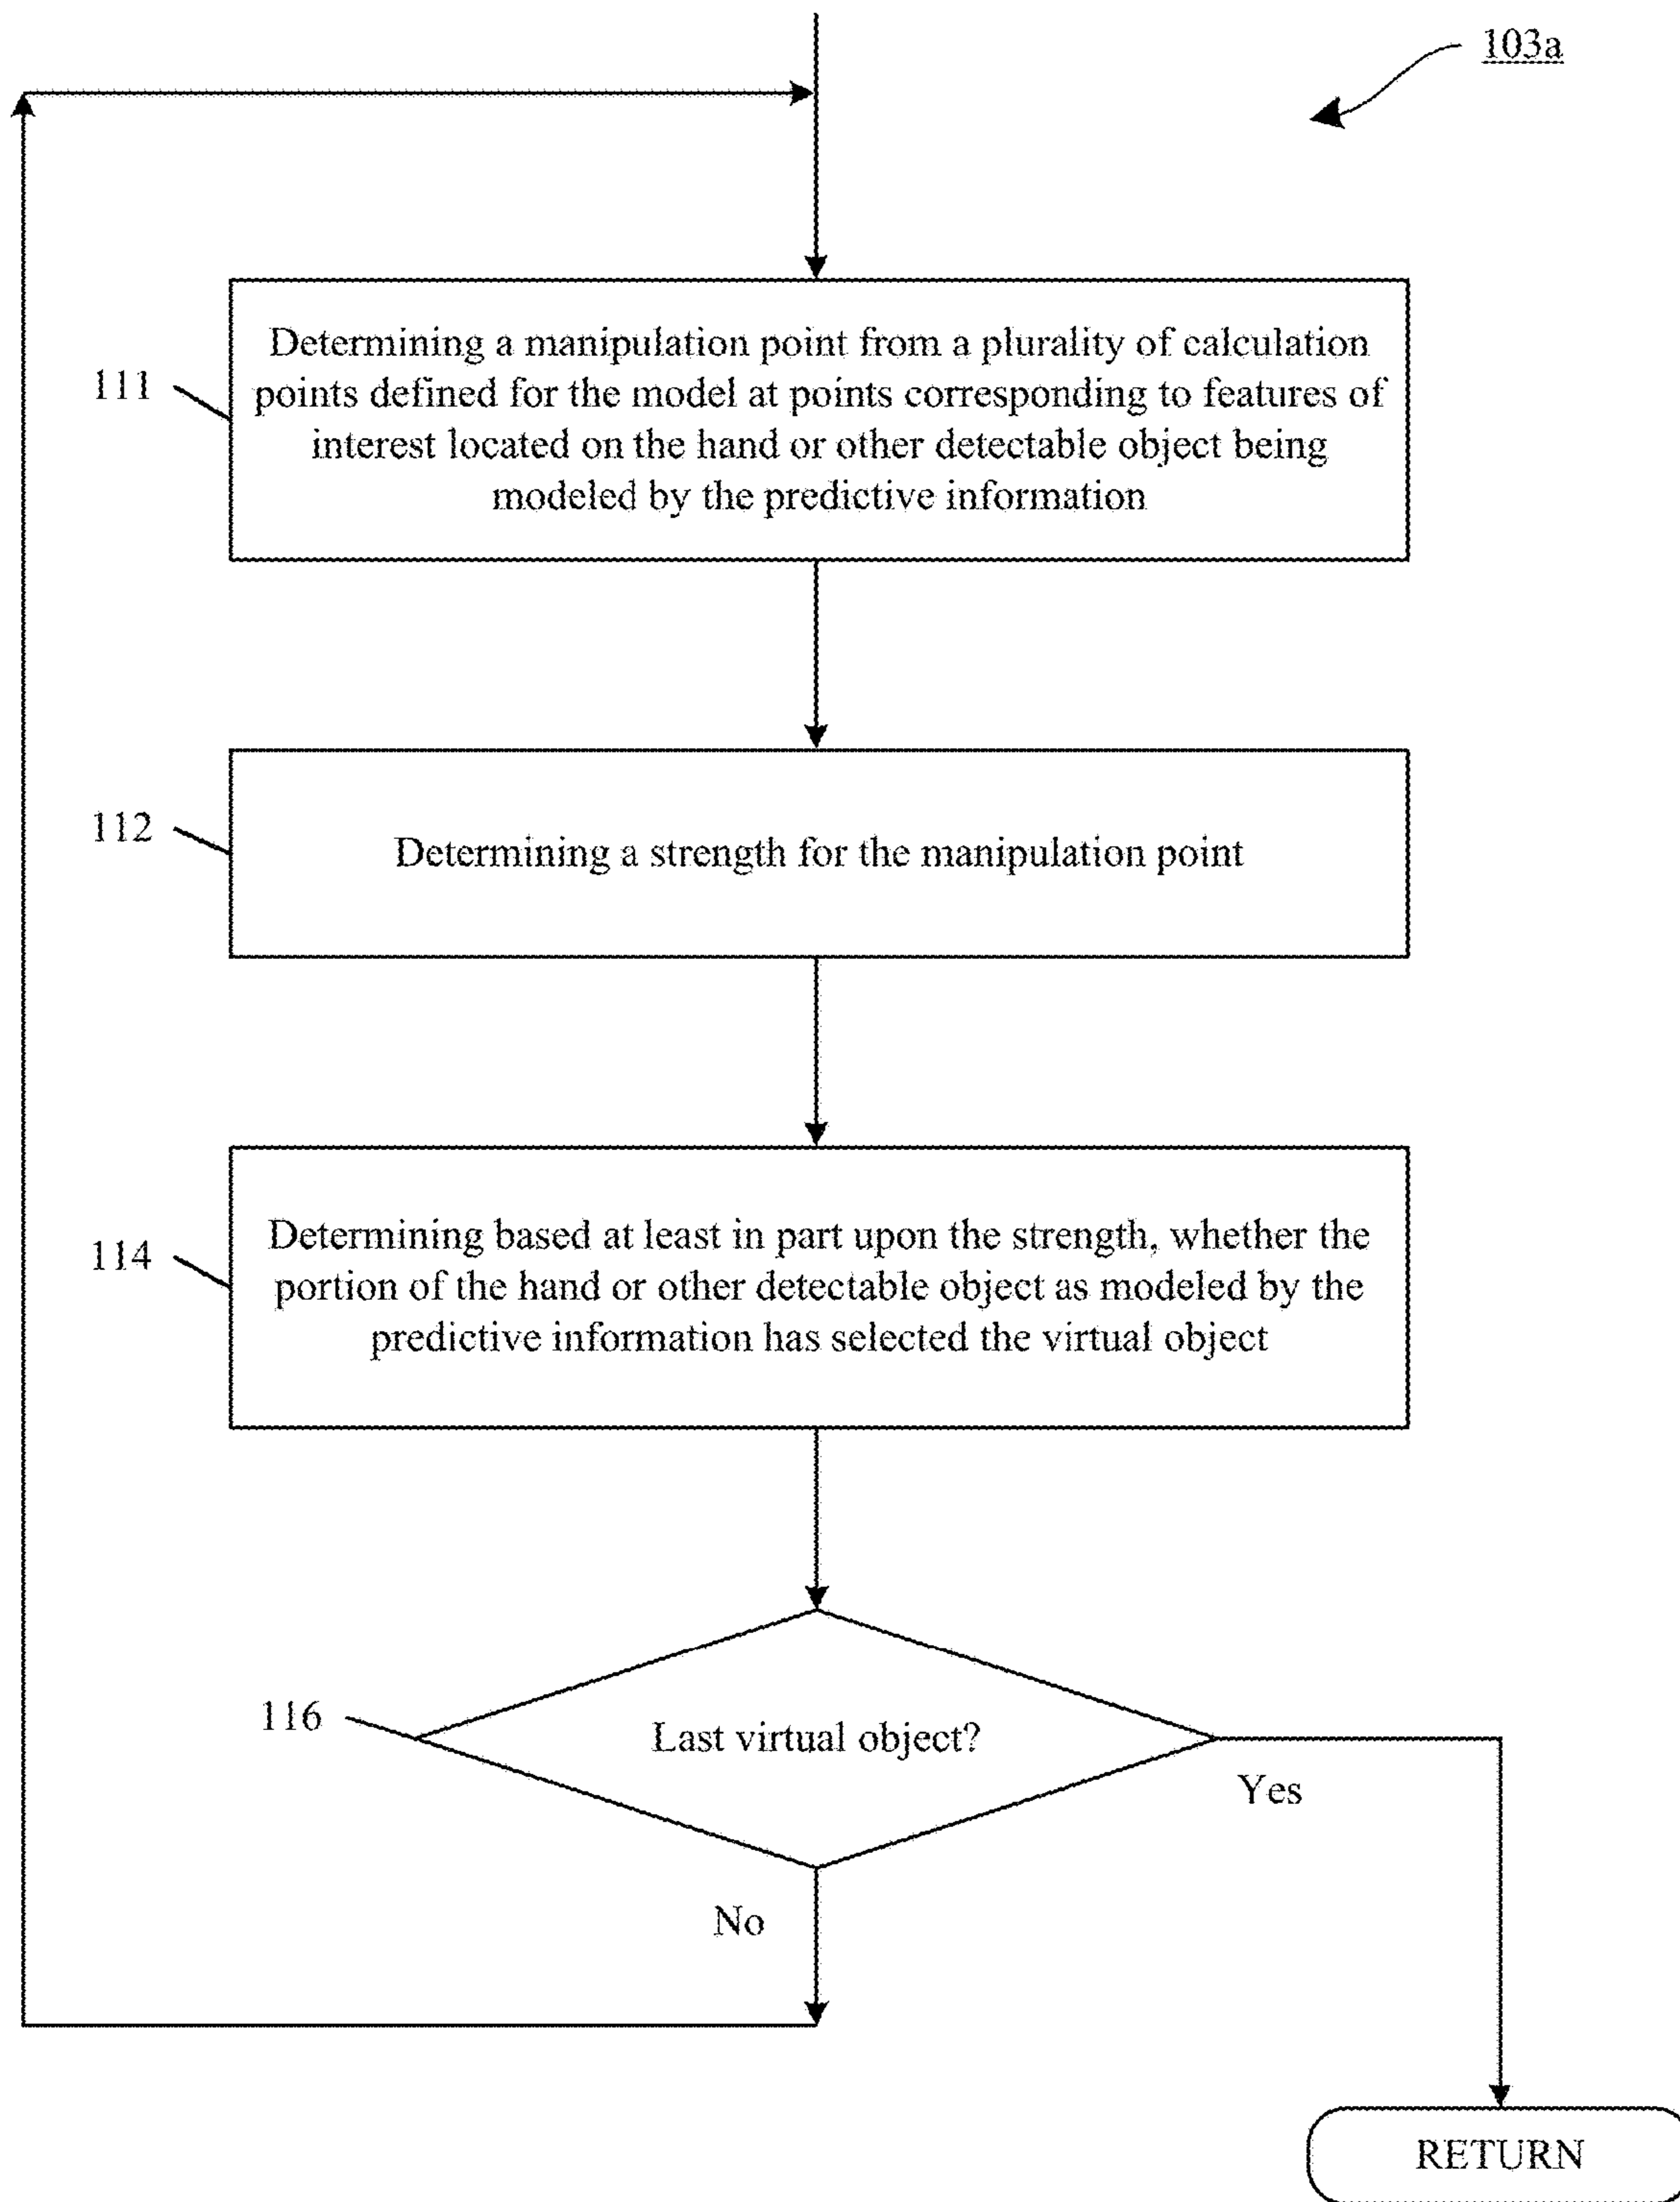 103a
111
Determining a manipulation point from a plurality of calculation
points defined for the model at points corresponding to features of
interest located on the hand or other detectable object being
modeled by the predictive information
112
Determining a strength for the manipulation point
114
Determining based at least in part upon the strength, whether the
portion of the hand or other detectable object as modeled by the
predictive information has selected the virtual object
116
Last virtual object?
Yes
No
RETURN